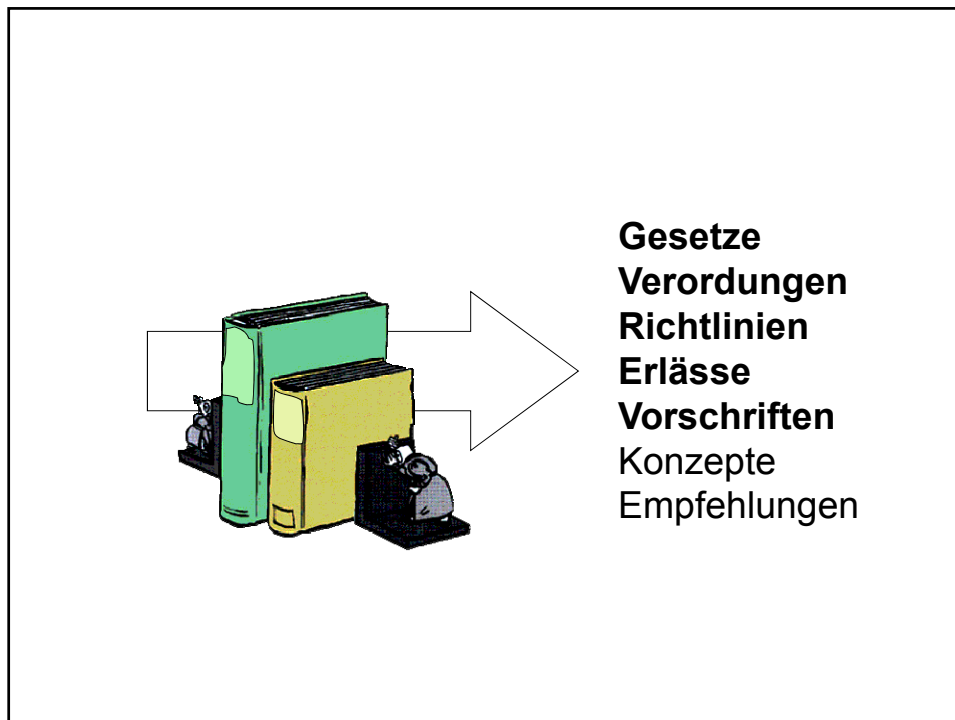 Gesetze
Verordungen
Richtlinien
Erlässe
Vorschriften
Konzepte
Empfehlungen